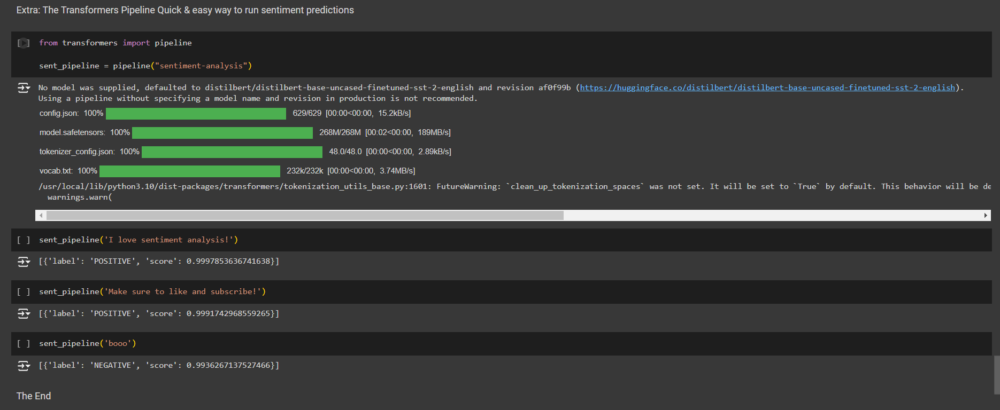 Extra: The Transformers Pipeline Quick & easy way to run sentiment predictions
from transformers import pipeline
sent_pipeline = pipeline("sentiment-analysis")
No model was supplied, defaulted to distilbert/distilbert-base-uncased-finetuned-sst-2-english and revision af0f99b (https://huggingface.co/distilbert/distilbert-base-uncased-finetuned-sst-2-english).
Using a pipeline without specifying a model name and revision in production is not recommended.
config.json: 100% 629/629 [00:00<00:00, 15.2kB/s]
model.safetensors: 100% 268M/268M [00:02<00:00, 189MB/s]
tokenizer_config.json: 100% 48.0/48.0 [00:00<00:00, 2.89kB/s]
vocab.txt: 100% 232k/232k [00:00<00:00, 3.74MB/s]
/usr/local/lib/python3.10/dist-packages/transformers/tokenization_utils_base.py:1601: FutureWarning: `clean_up_tokenization_spaces` was not set. It will be set to `True` by default. This behavior will be de
warnings.warn(
[ ] sent_pipeline('I love sentiment analysis!')
[{'label': 'POSITIVE', 'score': 0.9997853636741638}]
[ ] sent_pipeline('Make sure to like and subscribe!')
[{'label': 'POSITIVE', 'score': 0.9991742968559265}]
[ ] sent_pipeline('booo')
[{'label': 'NEGATIVE', 'score': 0.9936267137527466}]
The End